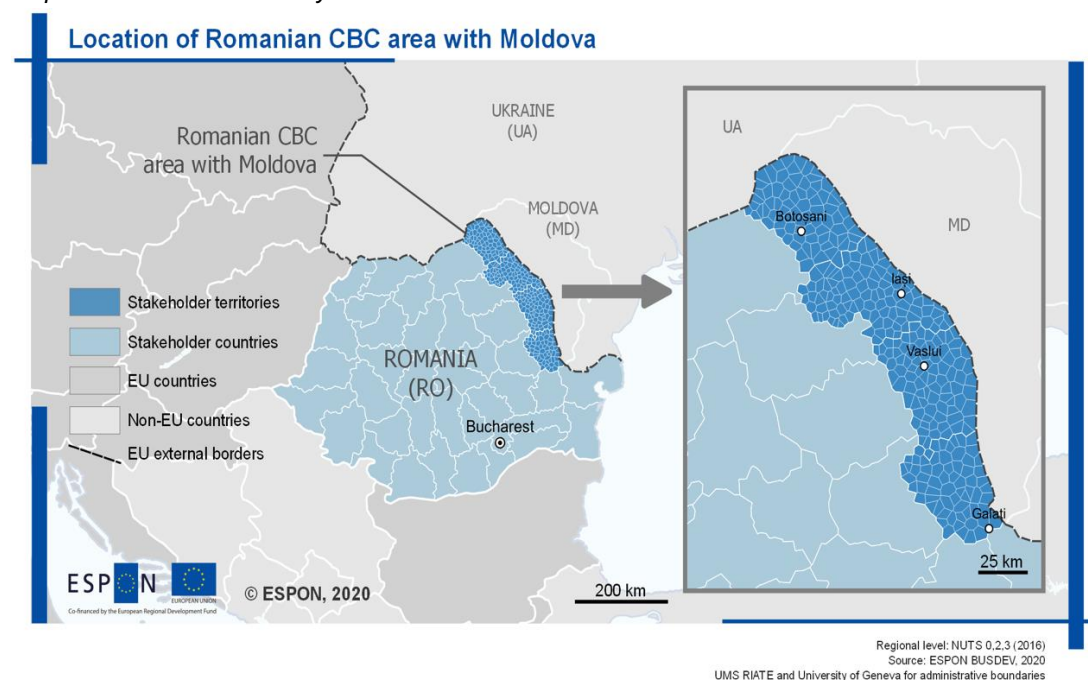 Location of Romanian CBC area with Moldova
Romanian CBC
area with Moldova
UKRAINE
(UA)
MOLDOVA
(MD)
ROMANIA
(RO)
Bucharest
Stakeholder territories
Stakeholder countries
EU countries
Non-EU countries
EU external borders
UA
MD
Botoșani
Iași
Vaslui
Galați
25 km
200 km
ESPON
EUROPEAN UNION
Co-financed by the European Regional Development Fund
© ESPON, 2020
Regional level: NUTS 0,2,3 (2016)
Source: ESPON BUSDEV, 2020
UMS RIATE and University of Geneva for administrative boundaries